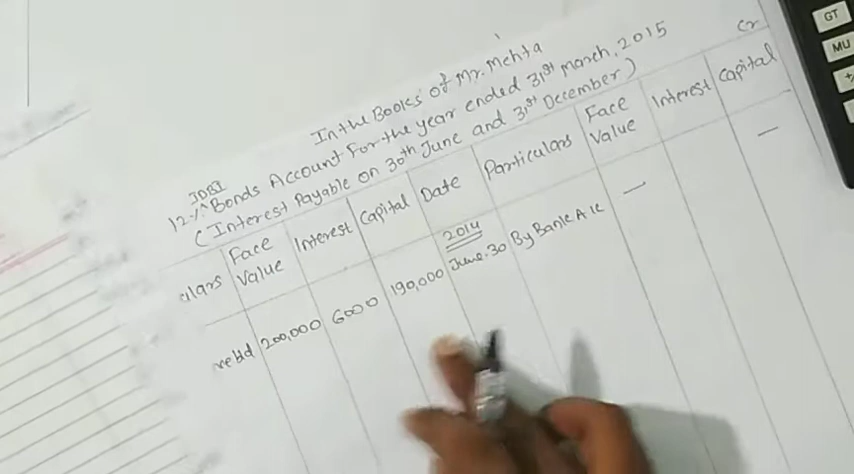 In the Books of Mr. Mehta
IDBI
12% Bonds Account For the year ended 31st march, 2015
(Interest Payable on 30th June and 31st December)
Cr
ulars Face Value Interest Capital Date Particulars Face Value Interest Capital
2014
June.30 By Bank A/c — —
200,000 6000 190,000
GT
MU